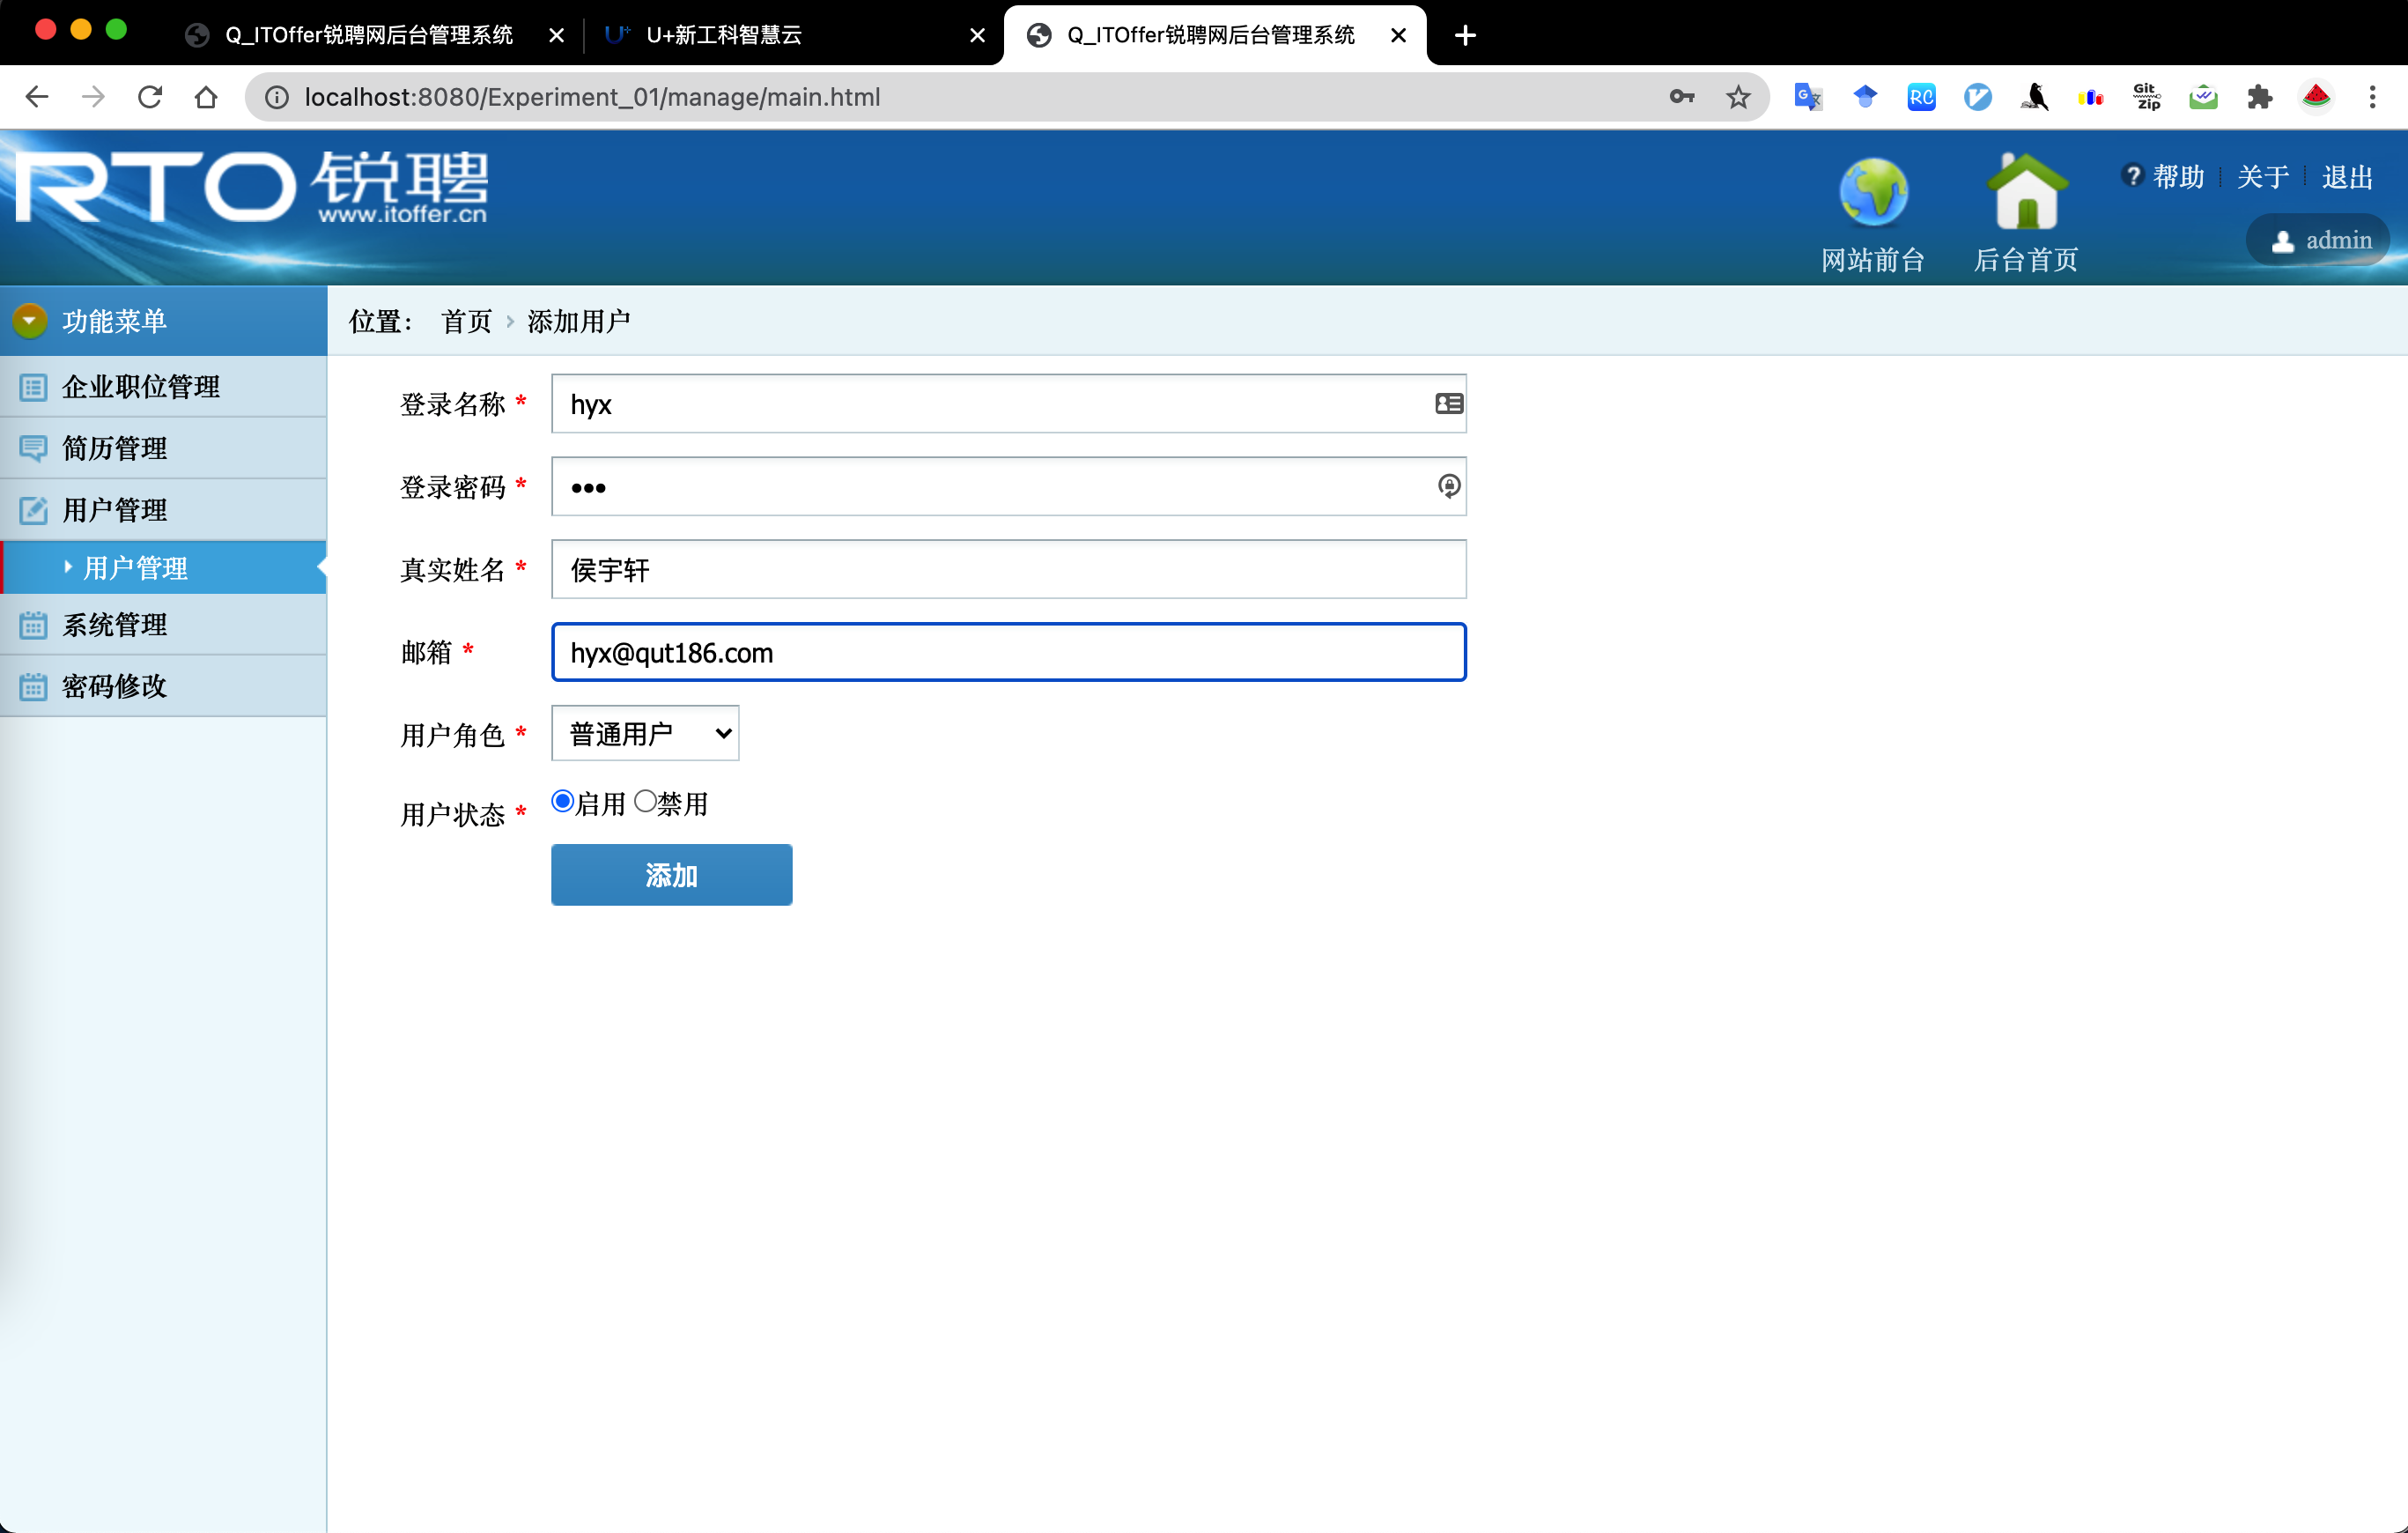 Q_ITOffer锐聘网后台管理系统
U+新工科智慧云
Q_ITOffer锐聘网后台管理系统
localhost:8080/Experiment_01/manage/main.html
RC
Git
Zip
RTO 锐聘
www.itoffer.cn
网站前台
后台首页
帮助
关于
退出
admin
功能菜单
企业职位管理
简历管理
用户管理
用户管理
系统管理
密码修改
位置： 首页 添加用户
登录名称 * hyx
登录密码 * •••
真实姓名 * 侯宇轩
邮箱 * hyx@qut186.com
用户角色 * 普通用户
用户状态 * 启用 禁用
添加